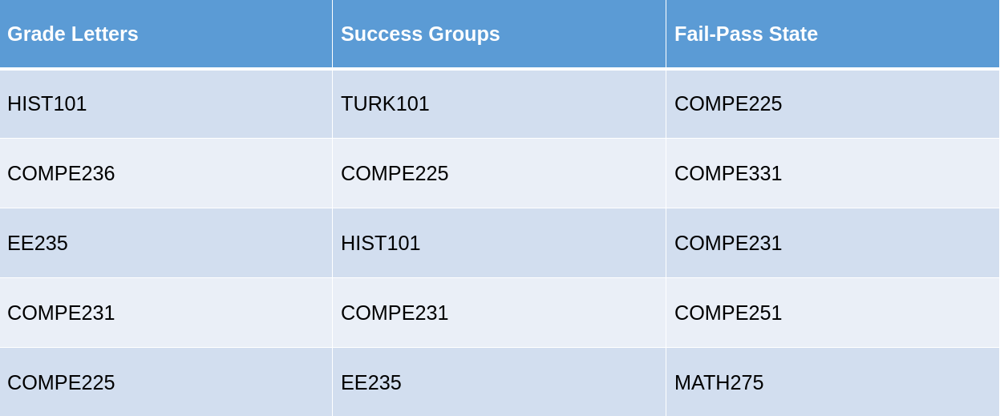 Grade Letters Success Groups Fail-Pass State
HIST101 TURK101 COMPE225
COMPE236 COMPE225 COMPE331
EE235 HIST101 COMPE231
COMPE231 COMPE231 COMPE251
COMPE225 EE235 MATH275